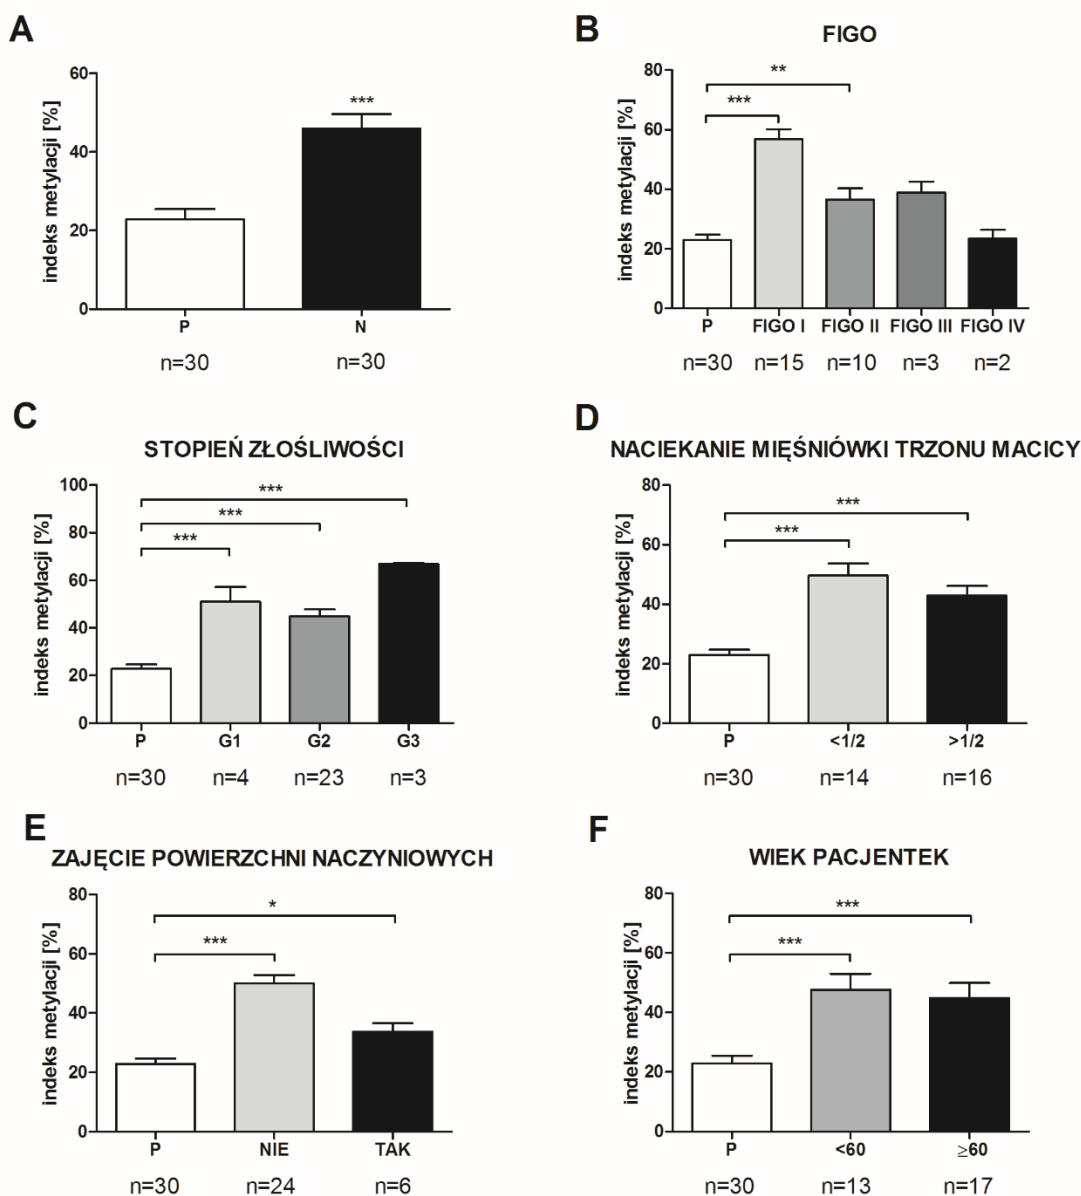 A
indeks metylacji [%]
60
40
20
0
***
P N
n=30 n=30
B
FIGO
indeks metylacji [%]
80
60
40
20
0
**
***
P FIGO I FIGO II FIGO III FIGO IV
n=30 n=15 n=10 n=3 n=2
C
STOPIEŃ ZŁOŚLIWOŚCI
indeks metylacji [%]
100
80
60
40
20
0
***
***
***
P G1 G2 G3
n=30 n=4 n=23 n=3
D
NACIEKANIE MIĘŚNIÓWKI TRZONU MACICY
indeks metylacji [%]
80
60
40
20
0
***
***
P <1/2 >1/2
n=30 n=14 n=16
E
ZAJĘCIE POWIERZCHNI NACZYNIOWYCH
indeks metylacji [%]
80
60
40
20
0
*
***
P NIE TAK
n=30 n=24 n=6
F
WIEK PACJENTEK
indeks metylacji [%]
80
60
40
20
0
***
***
P <60 ≥60
n=30 n=13 n=17